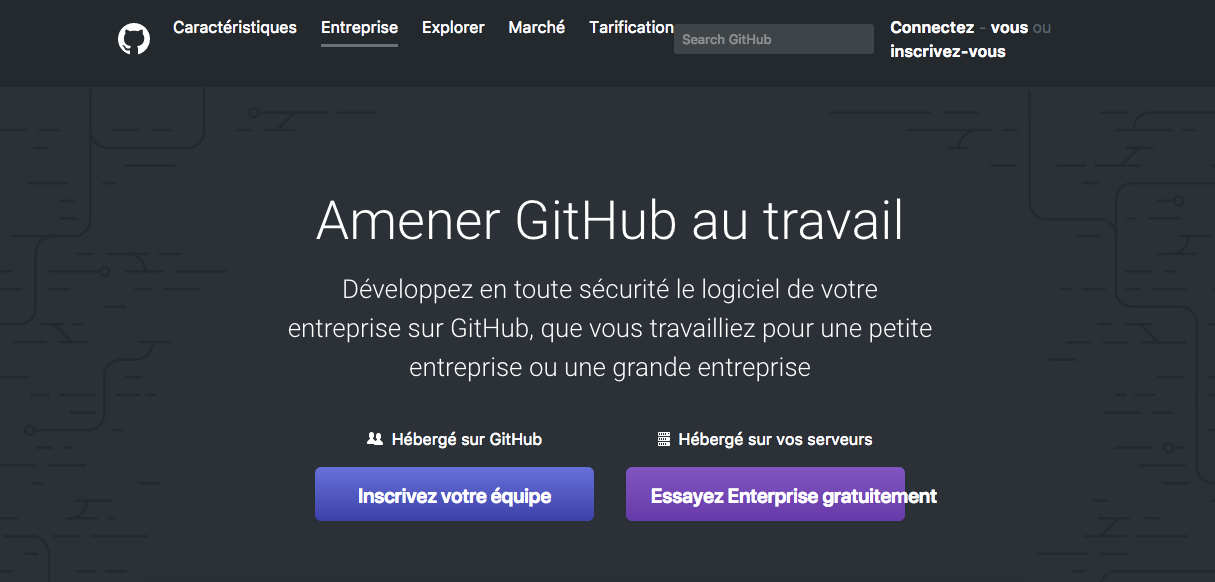 Caractéristiques Entreprise Explorer Marché Tarification Search GitHub Connectez - vous ou
inscrivez-vous
Amener GitHub au travail
Développez en toute sécurité le logiciel de votre
entreprise sur GitHub, que vous travailliez pour une petite
entreprise ou une grande entreprise
Hébergé sur GitHub Hébergé sur vos serveurs
Inscrivez votre équipe Essayez Enterprise gratuitement